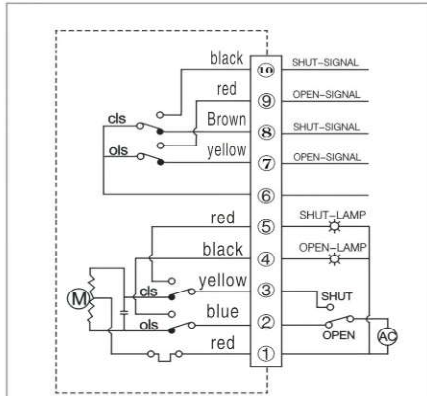 black ⑩ SHUT-SIGNAL
red ⑨ OPEN-SIGNAL
cls Brown ⑧ SHUT-SIGNAL
ols yellow ⑦ OPEN-SIGNAL
⑥
red ⑤ SHUT-LAMP
black ④ OPEN-LAMP
cls yellow ③ SHUT
M
ols blue ② OPEN AC
red ①